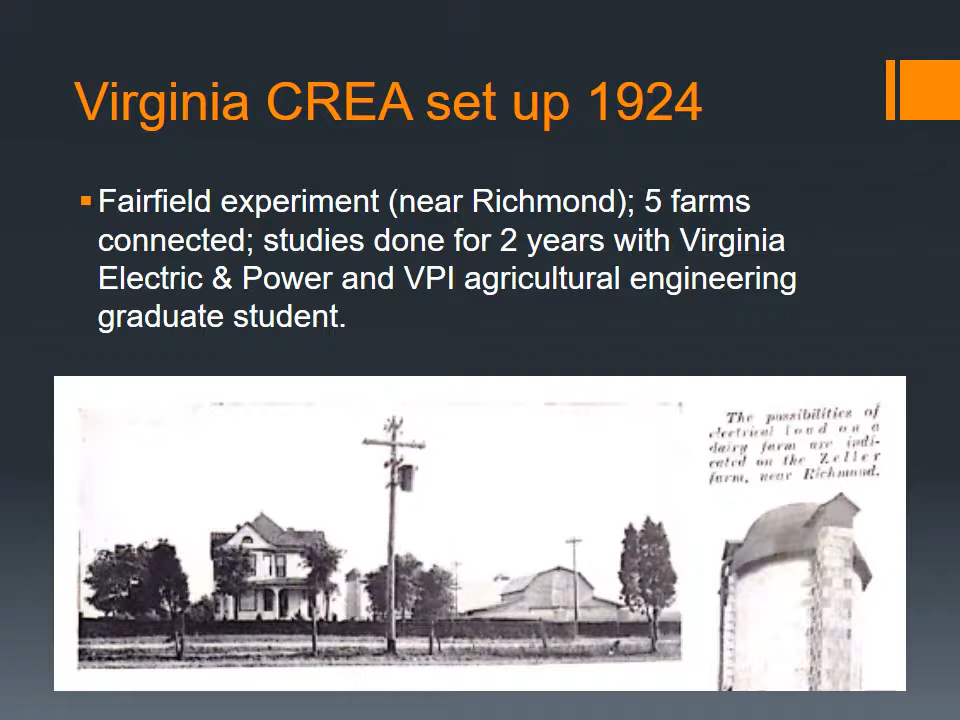 Virginia CREA set up 1924
Fairfield experiment (near Richmond); 5 farms
connected; studies done for 2 years with Virginia
Electric & Power and VPI agricultural engineering
graduate student.
The possibilities of
electrical load on a
dairy farm are indi-
cated on the Zeller
farm, near Richmond.